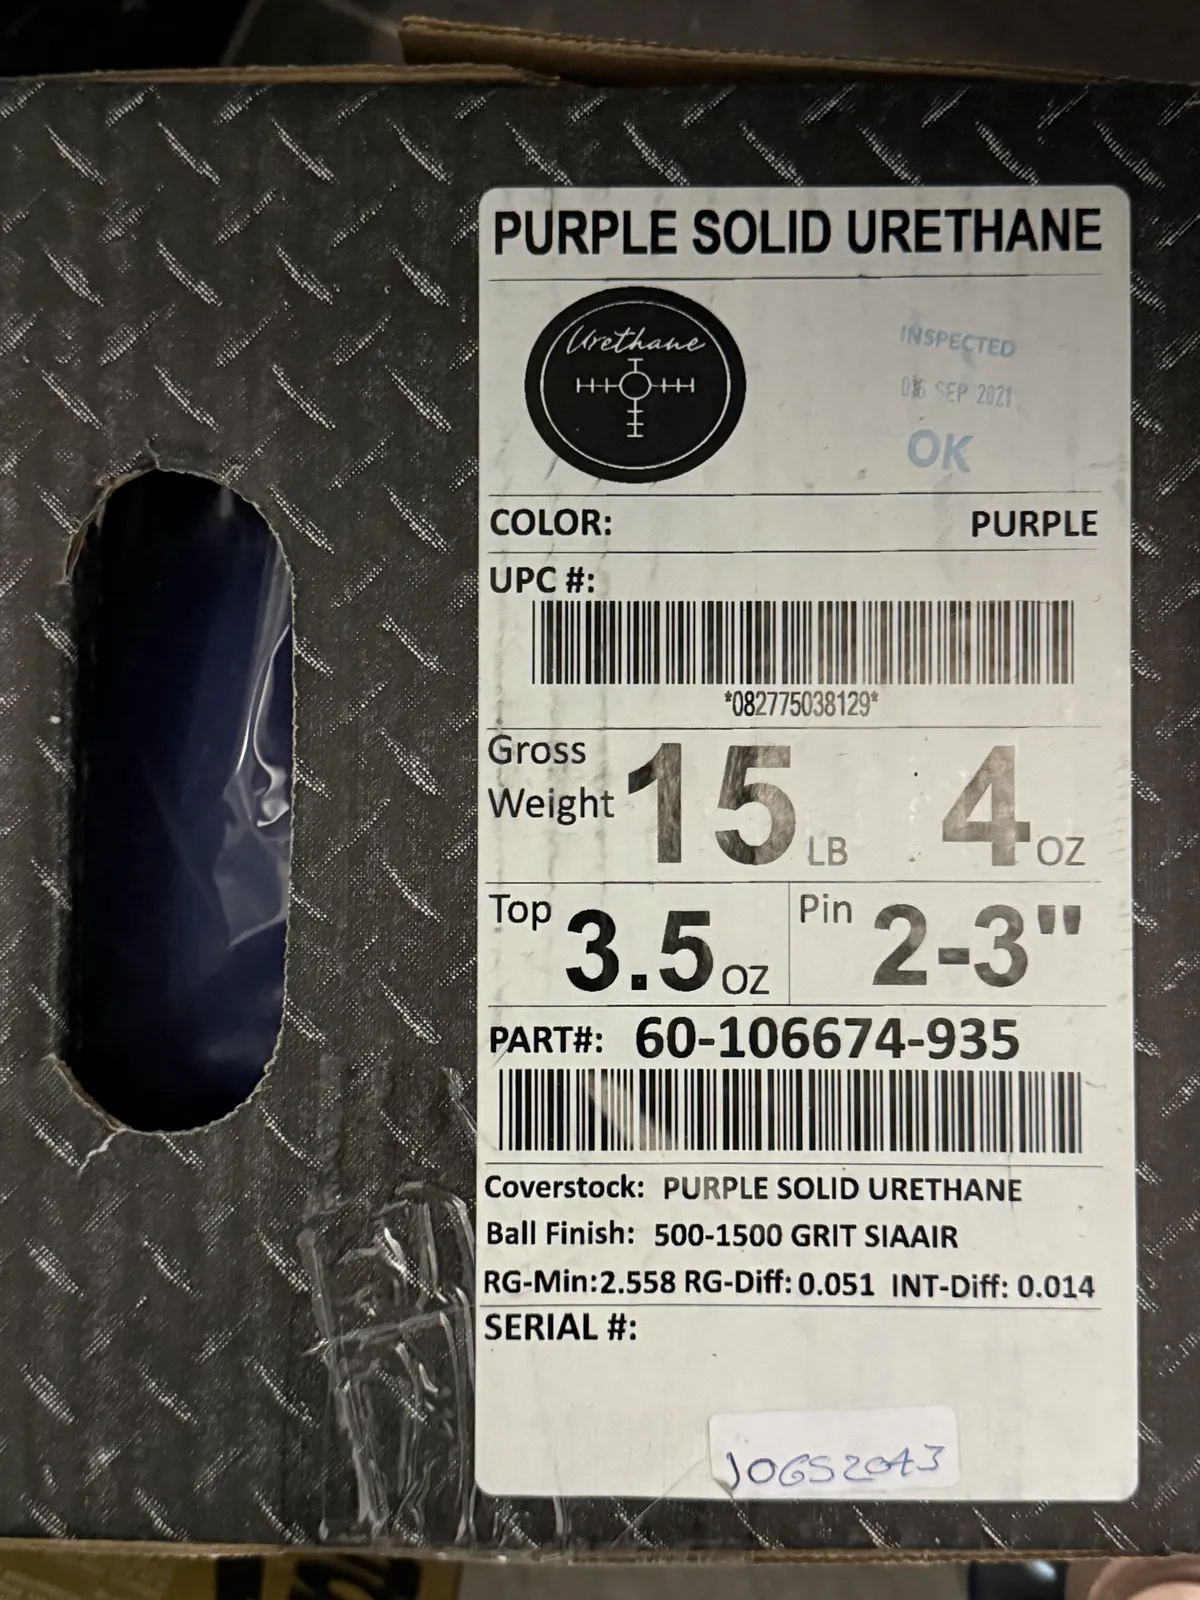 PURPLE SOLID URETHANE
Urethane
INSPECTED
SEP 2021
OK
COLOR: PURPLE
UPC #:
*082775038129*
Gross Weight 15 LB 4 OZ
Top 3.5 OZ Pin 2-3"
PART#: 60-106674-935
Coverstock: PURPLE SOLID URETHANE
Ball Finish: 500-1500 GRIT SIAAIR
RG-Min:2.558 RG-Diff: 0.051 INT-Diff: 0.014
SERIAL #: